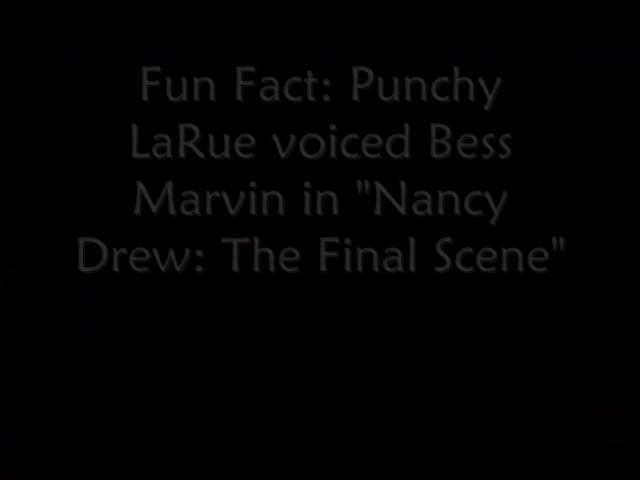 Fun Fact: Punchy
LaRue voiced Bess
Marvin in "Nancy
Drew: The Final Scene"